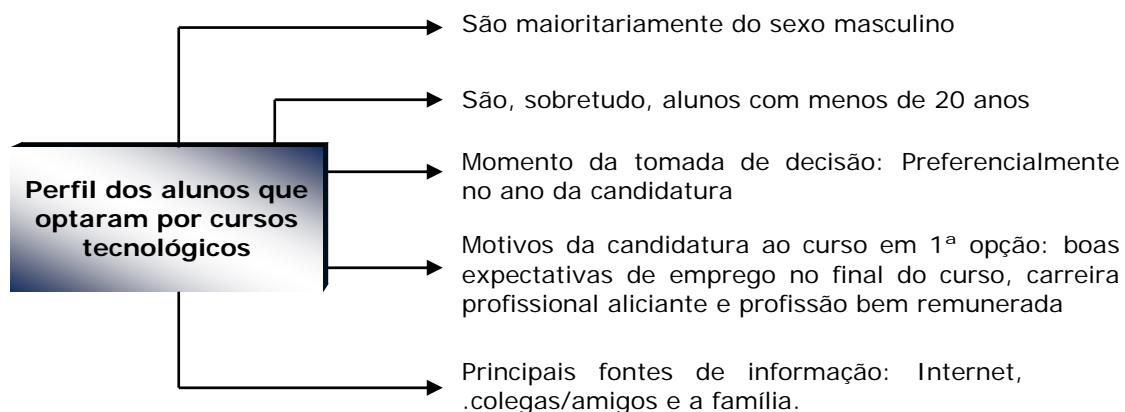 São maioritariamente do sexo masculino
São, sobretudo, alunos com menos de 20 anos
Perfil dos alunos que
optaram por cursos
tecnológicos
Momento da tomada de decisão: Preferencialmente
no ano da candidatura
Motivos da candidatura ao curso em 1ª opção: boas
expectativas de emprego no final do curso, carreira
profissional aliciante e profissão bem remunerada
Principais fontes de informação: Internet,
.colegas/amigos e a família.